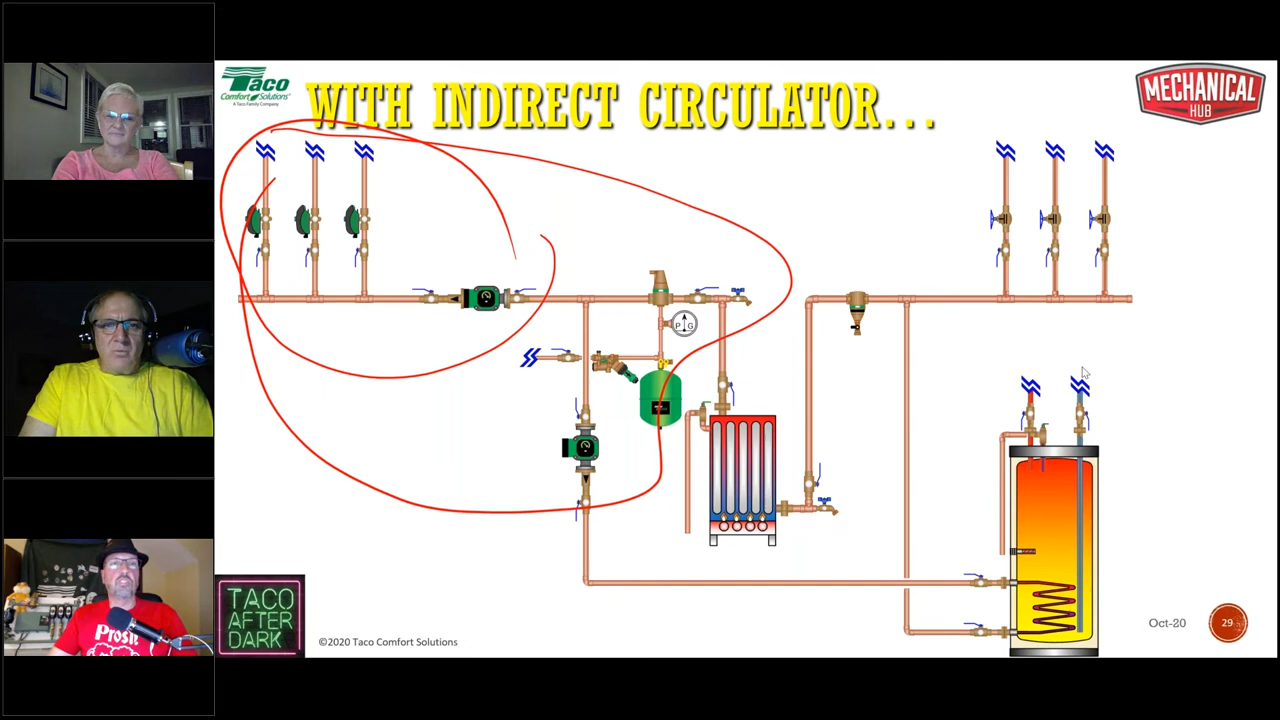 Taco
Comfort Solutions®
A Taco Family Company
WITH INDIRECT CIRCULATOR...
MECHANICAL
HUB
P G
TACO
AFTER
DARK
©2020 Taco Comfort Solutions
Oct-20
29
Prosit